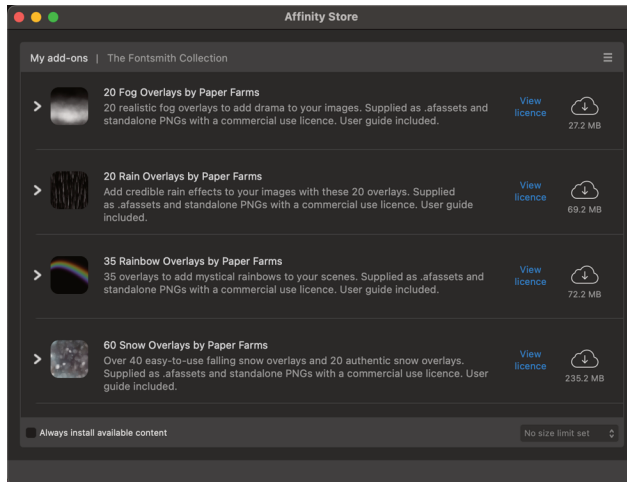 Affinity Store
My add-ons | The Fontsmith Collection
20 Fog Overlays by Paper Farms
20 realistic fog overlays to add drama to your images. Supplied as .afassets and
standalone PNGs with a commercial use licence. User guide included.
View
licence
27.2 MB
20 Rain Overlays by Paper Farms
Add credible rain effects to your images with these 20 overlays. Supplied
as .afassets and standalone PNGs with a commercial use licence. User guide
included.
View
licence
69.2 MB
35 Rainbow Overlays by Paper Farms
35 overlays to add mystical rainbows to your scenes. Supplied as .afassets and
standalone PNGs with a commercial use licence. User guide included.
View
licence
72.2 MB
60 Snow Overlays by Paper Farms
Over 40 easy-to-use falling snow overlays and 20 authentic snow overlays.
Supplied as .afassets and standalone PNGs with a commercial use licence. User
guide included.
View
licence
235.2 MB
Always install available content
No size limit set